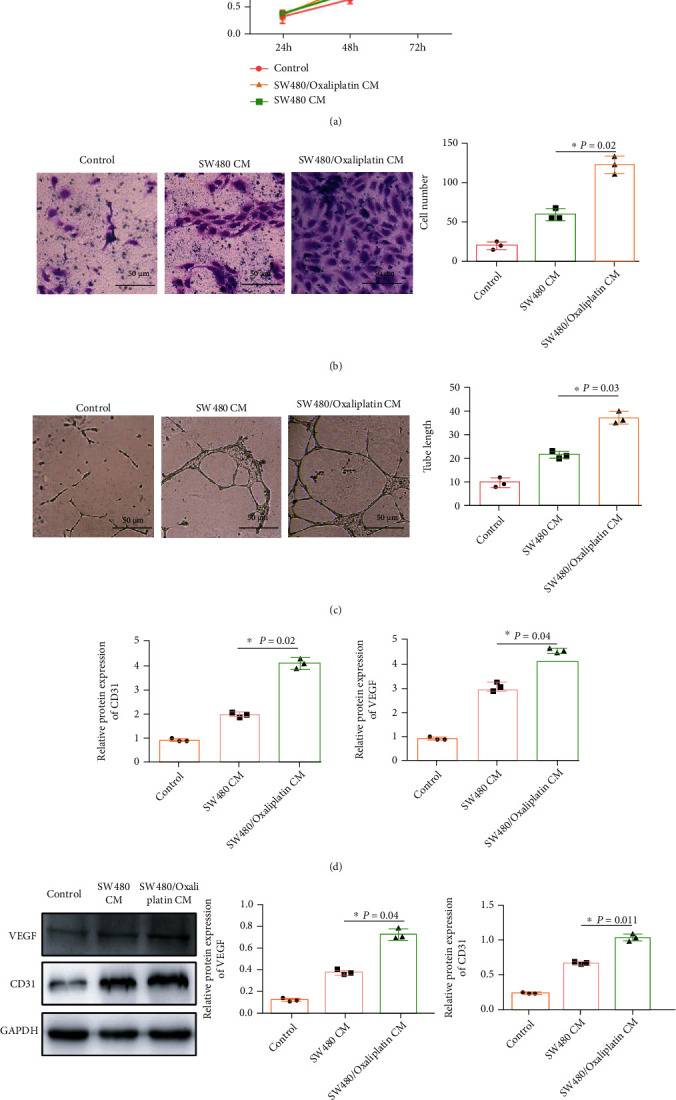 0.5
0.0
24h 48h 72h
Control
SW480/Oxaliplatin CM
SW480 CM
(a)
Control SW480 CM SW480/Oxaliplatin CM
50 μm 50 μm
Cell number
150
100
50
0
* P = 0.02
Control SW480 CM SW480/Oxaliplatin CM
(b)
Control SW480 CM SW480/Oxaliplatin CM
50 μm 50 μm 50 μm
Tube length
50
40
30
20
10
0
* P = 0.03
Control SW480 CM SW480/Oxaliplatin CM
(c)
Relative protein expression
of CD31
5
4
3
2
1
0
* P = 0.02
Control SW480 CM SW480/Oxaliplatin CM
Relative protein expression
of VEGF
5
4
3
2
1
0
* P = 0.04
Control SW480 CM SW480/Oxaliplatin CM
(d)
Control SW480 CM SW480/Oxali platin CM
VEGF
CD31
GAPDH
Relative protein expression
of VEGF
1.0
0.8
0.6
0.4
0.2
0.0
* P = 0.04
Control SW480 CM SW480/Oxaliplatin CM
Relative protein expression
of CD31
1.5
1.0
0.5
0.0
* P = 0.011
Control SW480 CM SW480/Oxaliplatin CM